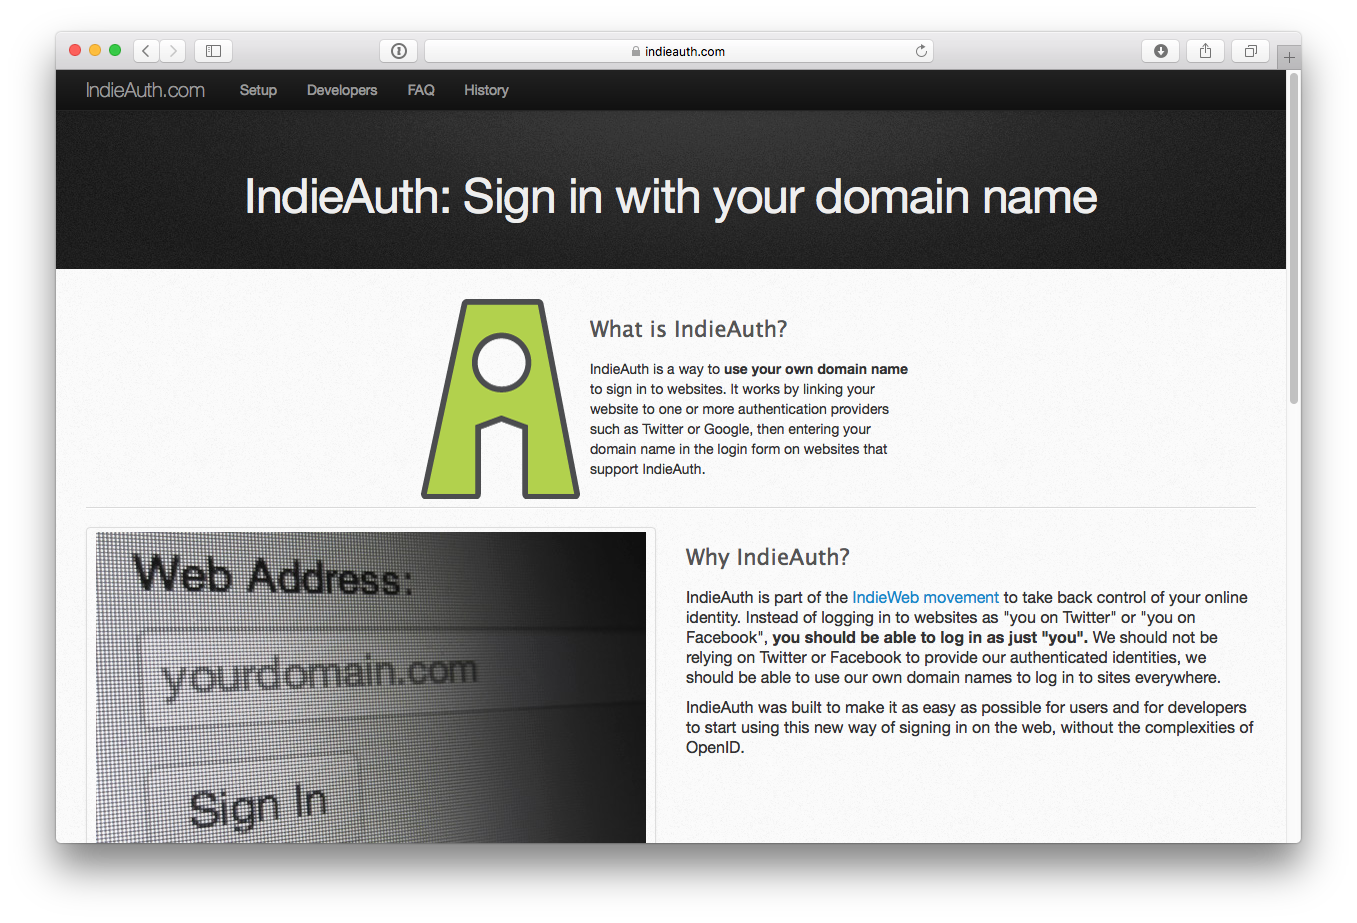 indieauth.com
IndieAuth.com Setup Developers FAQ History
IndieAuth: Sign in with your domain name
What is IndieAuth?
IndieAuth is a way to use your own domain name
to sign in to websites. It works by linking your
website to one or more authentication providers
such as Twitter or Google, then entering your
domain name in the login form on websites that
support IndieAuth.
Web Address:
yourdomain.com
Sign In
Why IndieAuth?
IndieAuth is part of the IndieWeb movement to take back control of your online
identity. Instead of logging in to websites as "you on Twitter" or "you on
Facebook", you should be able to log in as just "you". We should not be
relying on Twitter or Facebook to provide our authenticated identities, we
should be able to use our own domain names to log in to sites everywhere.
IndieAuth was built to make it as easy as possible for users and for developers
to start using this new way of signing in on the web, without the complexities of
OpenID.